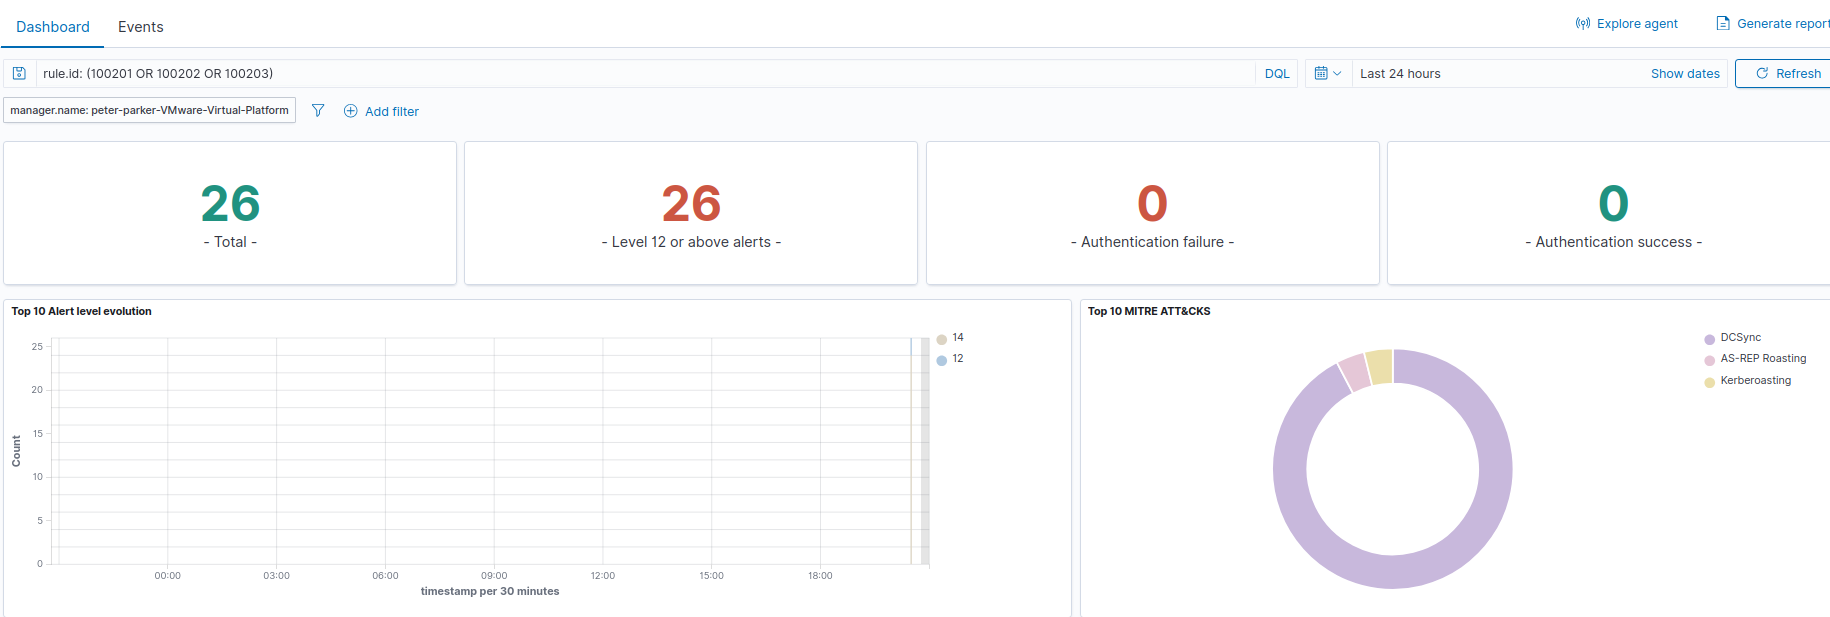 Dashboard
Events
Explore agent
Generate report
rule.id: (100201 OR 100202 OR 100203)
DQL
Last 24 hours
Show dates
Refresh
manager.name: peter-parker-VMware-Virtual-Platform
Add filter
26
- Total -
26
- Level 12 or above alerts -
0
- Authentication failure -
0
- Authentication success -
Top 10 Alert level evolution
25
20
15
10
5
0
Count
00:00
03:00
06:00
09:00
12:00
15:00
18:00
timestamp per 30 minutes
14
12
Top 10 MITRE ATT&CKS
DCSync
AS-REP Roasting
Kerberoasting